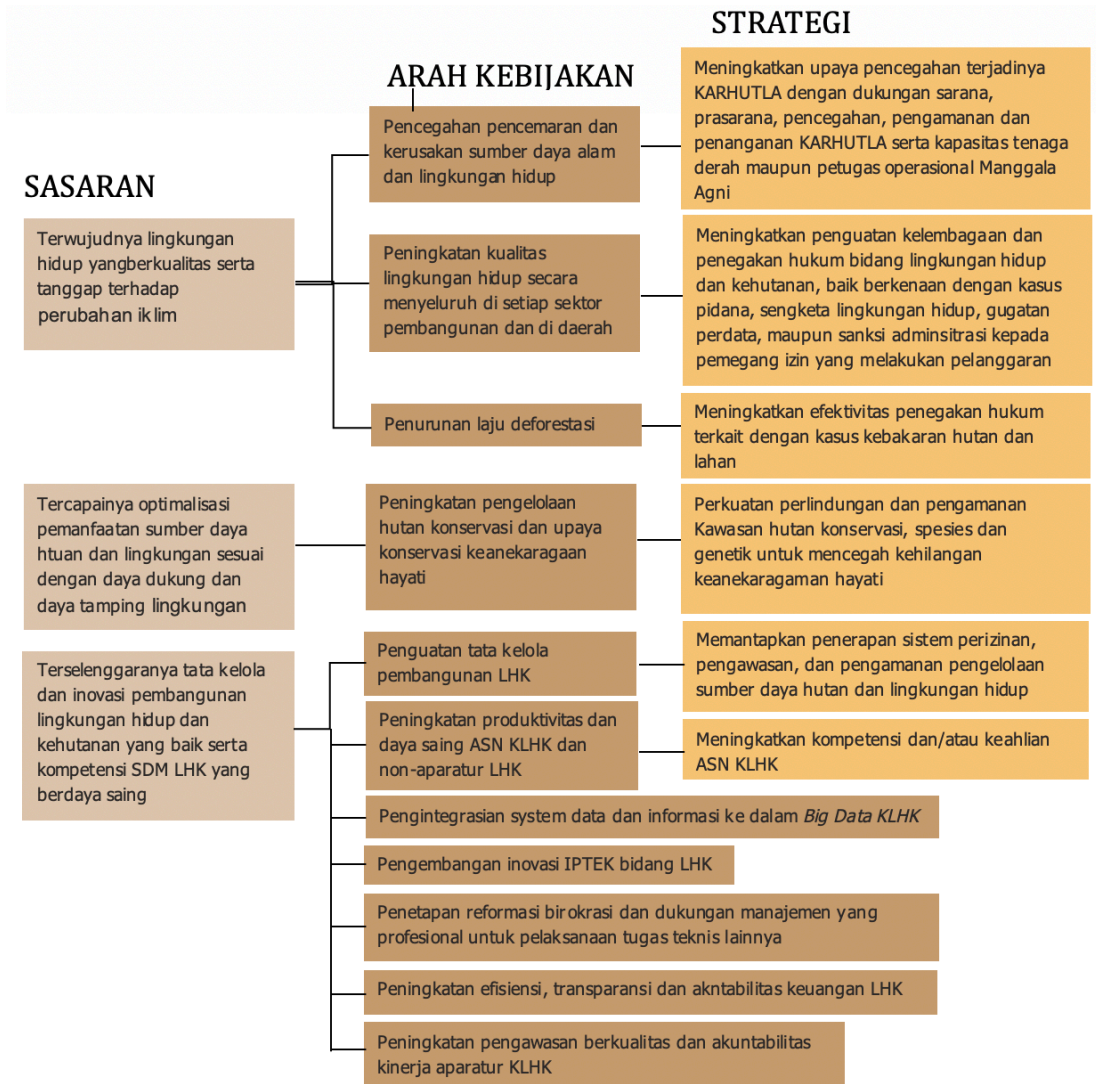 STRATEGI
ARAH KEBIJAKAN
SASARAN
Terwujudnya lingkungan
hidup yangberkualitas serta
tanggap terhadap
perubahan iklim
Pencegahan pencemaran dan
kerusakan sumber daya alam
dan lingkungan hidup
Meningkatkan upaya pencegahan terjadinya
KARHUTLA dengan dukungan sarana,
prasarana, pencegahan, pengamanan dan
penanganan KARHUTLA serta kapasitas tenaga
derah maupun petugas operasional Manggala
Agni
Peningkatan kualitas
lingkungan hidup secara
menyeluruh di setiap sektor
pembangunan dan di daerah
Meningkatkan penguatan kelembagaan dan
penegakan hukum bidang lingkungan hidup
dan kehutanan, baik berkenaan dengan kasus
pidana, sengketa lingkungan hidup, gugatan
perdata, maupun sanksi adminsitrasi kepada
pemegang izin yang melakukan pelanggaran
Penurunan laju deforestasi
Meningkatkan efektivitas penegakan hukum
terkait dengan kasus kebakaran hutan dan
lahan
Tercapainya optimalisasi
pemanfaatan sumber daya
htuan dan lingkungan sesuai
dengan daya dukung dan
daya tamping lingkungan
Peningkatan pengelolaan
hutan konservasi dan upaya
konservasi keanekaragaan
hayati
Perkuatan perlindungan dan pengamanan
Kawasan hutan konservasi, spesies dan
genetik untuk mencegah kehilangan
keanekaragaman hayati
Terselenggaranya tata kelola
dan inovasi pembangunan
lingkungan hidup dan
kehutanan yang baik serta
kompetensi SDM LHK yang
berdaya saing
Penguatan tata kelola
pembangunan LHK
Memantapkan penerapan sistem perizinan,
pengawasan, dan pengamanan pengelolaan
sumber daya hutan dan lingkungan hidup
Peningkatan produktivitas dan
daya saing ASN KLHK dan
non-aparatur LHK
Meningkatkan kompetensi dan/atau keahlian
ASN KLHK
Pengintegrasian system data dan informasi ke dalam Big Data KLHK
Pengembangan inovasi IPTEK bidang LHK
Penetapan reformasi birokrasi dan dukungan manajemen yang
profesional untuk pelaksanaan tugas teknis lainnya
Peningkatan efisiensi, transparansi dan akntabilitas keuangan LHK
Peningkatan pengawasan berkualitas dan akuntabilitas
kinerja aparatur KLHK